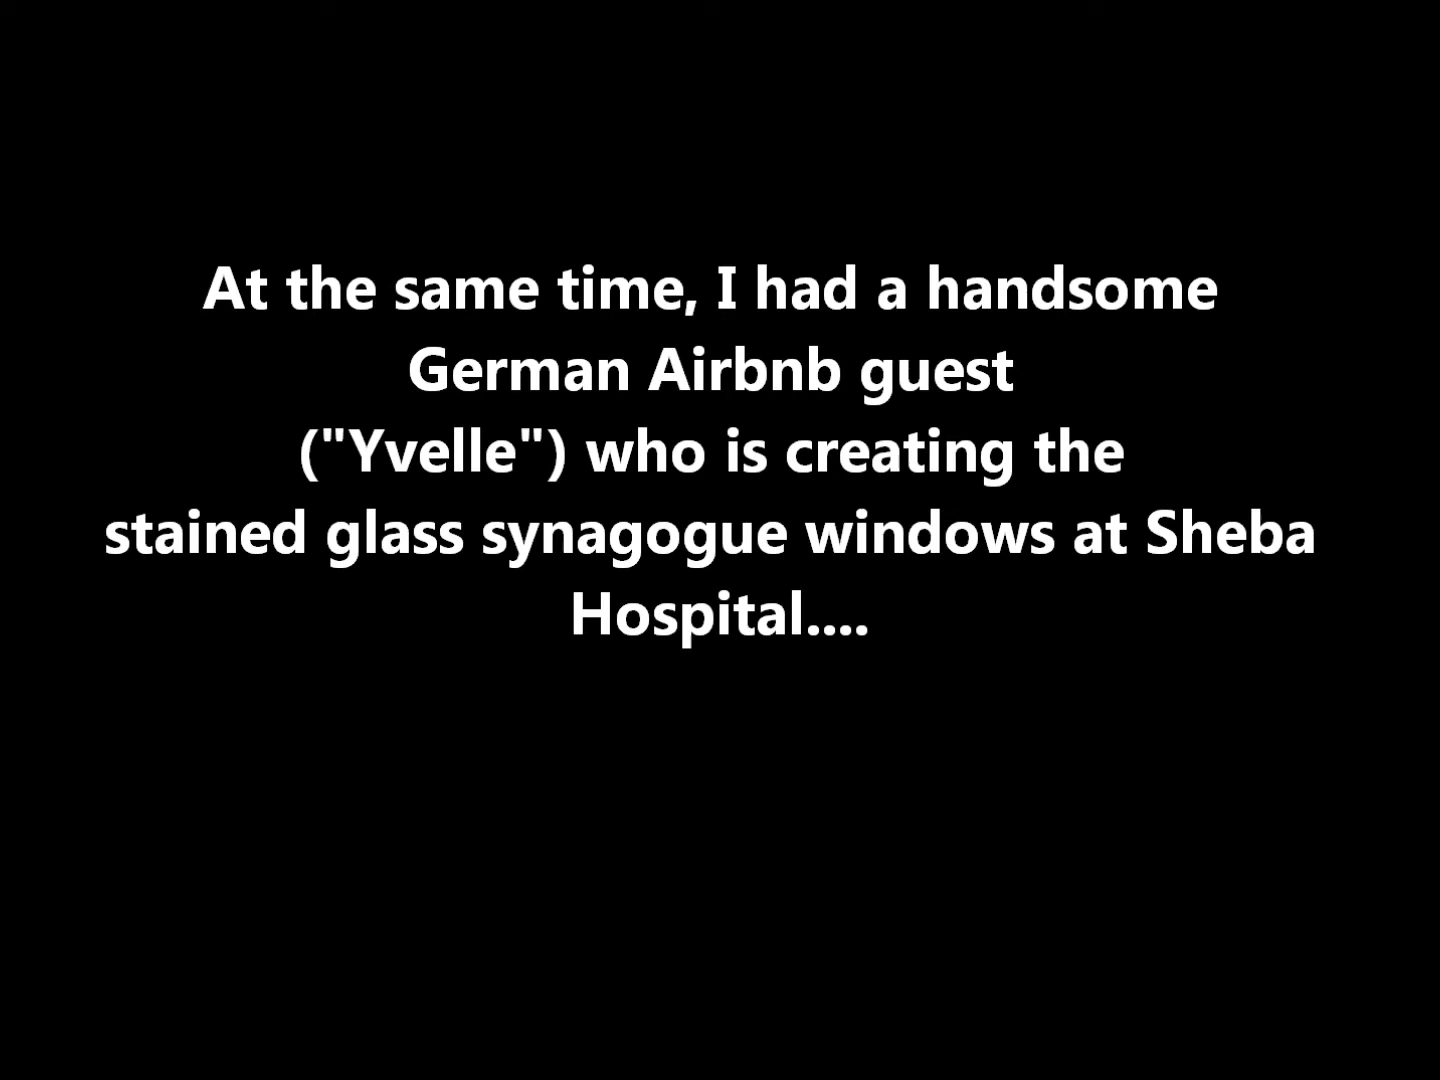 At the same time, I had a handsome
German Airbnb guest
("Yvelle") who is creating the
stained glass synagogue windows at Sheba
Hospital....